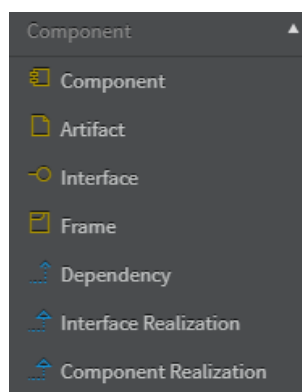 Component
Component
Artifact
Interface
Frame
Dependency
Interface Realization
Component Realization